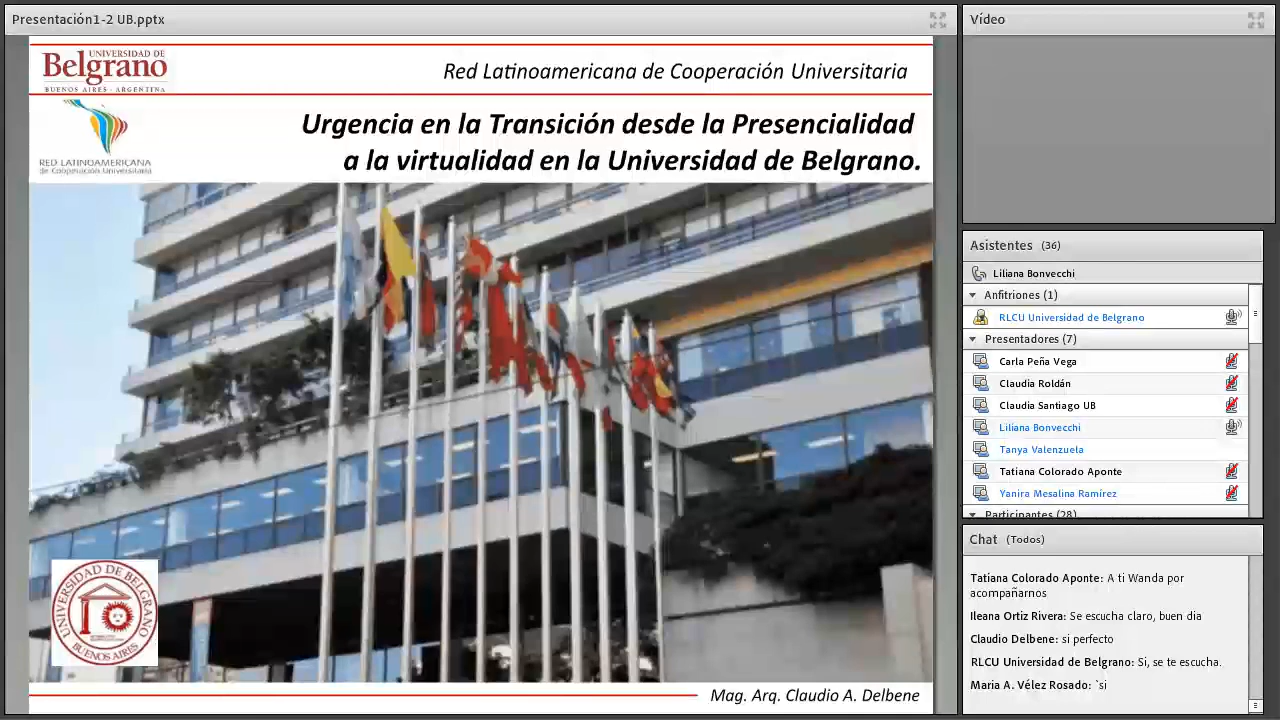 Presentación1-2 UB.pptx
UNIVERSIDAD DE
Belgrano
BUENOS AIRES - ARGENTINA
Red Latinoamericana de Cooperación Universitaria
RED LATINOAMERICANA
de Cooperación Universitaria
Urgencia en la Transición desde la Presencialidad
a la virtualidad en la Universidad de Belgrano.
UNIVERSIDAD DE BELGRANO
BUENOS AIRES
Mag. Arq. Claudio A. Delbene
Vídeo
Asistentes (36)
Liliana Bonvecchi
Anfitriones (1)
RLCU Universidad de Belgrano
Presentadores (7)
Carla Peña Vega
Claudia Roldán
Claudia Santiago UB
Liliana Bonvecchi
Tanya Valenzuela
Tatiana Colorado Aponte
Yanira Mesalina Ramírez
Participantes (28)
Chat (Todos)
Tatiana Colorado Aponte: A ti Wanda por
acompañarnos
Ileana Ortiz Rivera: Se escucha claro, buen dia
Claudio Delbene: si perfecto
RLCU Universidad de Belgrano: Sí, se te escucha.
Maria A. Vélez Rosado: `si